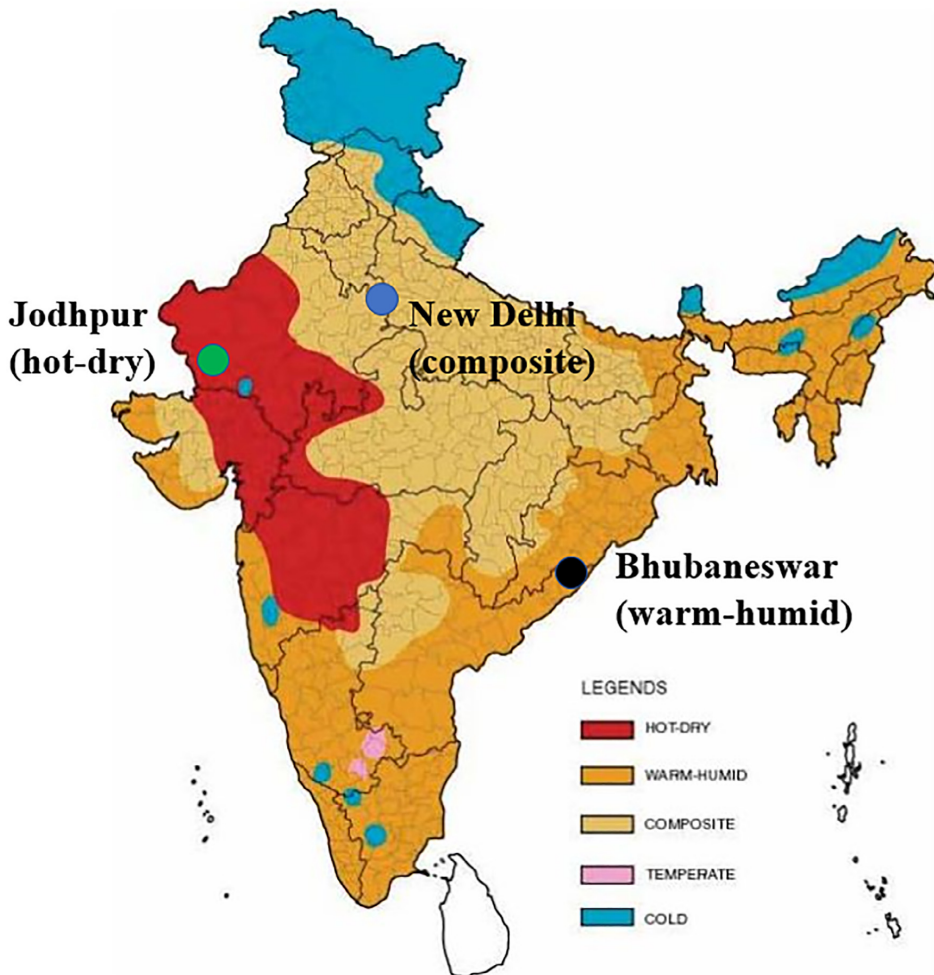 Jodhpur
(hot-dry)
New Delhi
(composite)
Bhubaneswar
(warm-humid)
LEGENDS
HOT-DRY
WARM-HUMID
COMPOSITE
TEMPERATE
COLD